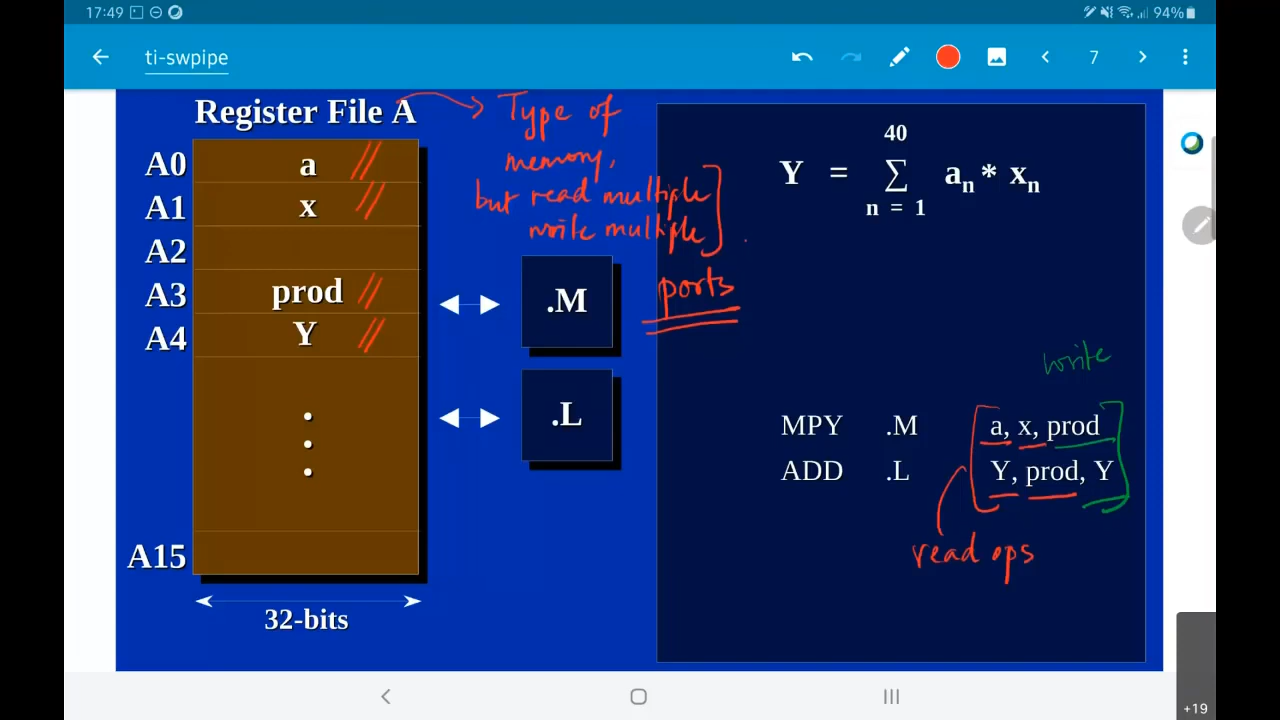 17:49
94%
ti-swpipe
7
Register File A
A0 a
A1 x
A2
A3 prod
A4 Y
A15
32-bits
Type of
memory,
but read multiple
write multiple
ports
.M
.L
40
Y = ∑ an * xn
n = 1
write
MPY .M a, x, prod
ADD .L Y, prod, Y
read ops
+19